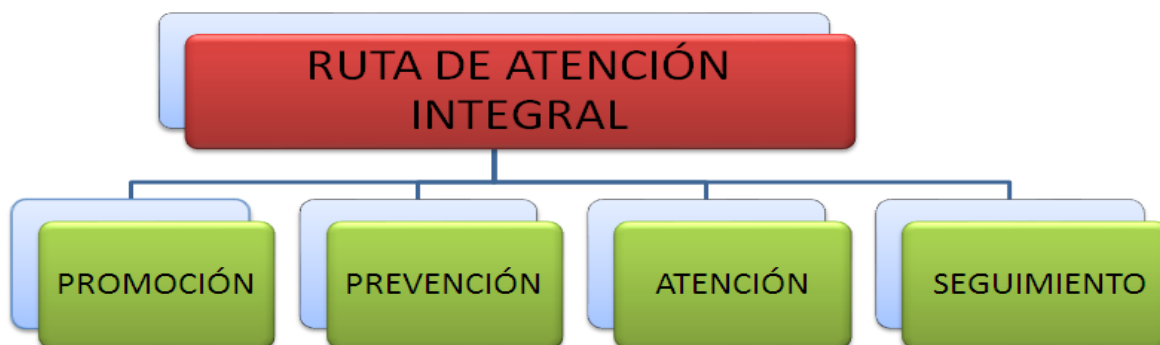 RUTA DE ATENCIÓN
INTEGRAL
PROMOCIÓN
PREVENCIÓN
ATENCIÓN
SEGUIMIENTO